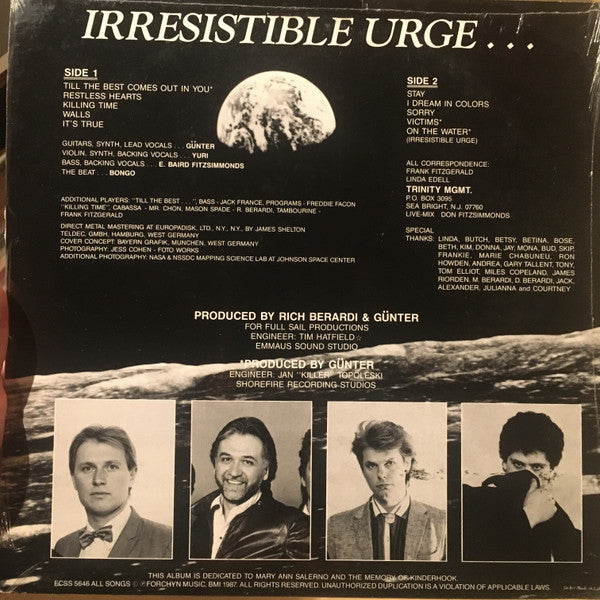 IRRESISTIBLE URGE . . .
SIDE 1
TILL THE BEST COMES OUT IN YOU*
RESTLESS HEARTS
KILLING TIME
WALLS
IT'S TRUE
GUITARS, SYNTH, LEAD VOCALS . . . GÜNTER
VIOLIN, SYNTH, BACKING VOCALS . . . YURI
BASS, BACKING VOCALS . . . E. BAIRD FITZSIMMONDS
THE BEAT . . . BONGO
ADDITIONAL PLAYERS: "TILL THE BEST . . .", BASS - JACK FRANCE, PROGRAMS - FREDDIE FACON
"KILLING TIME", CABASSA - MR. CHON, MASON SPADE - R. BERARDI, TAMBOURINE -
FRANK FITZGERALD
DIRECT METAL MASTERING AT EUROPADISK, LTD., N.Y., N.Y., BY JAMES SHELTON
TELDEC, GMBH, HAMBURG, WEST GERMANY
COVER CONCEPT: BAYERN GRAFIK, MUNCHEN, WEST GERMANY
PHOTOGRAPHY: JESS COHEN - FOTO WORKS
ADDITIONAL PHOTOGRAPHY: NASA & NSSDC MAPPING SCIENCE LAB AT JOHNSON SPACE CENTER
SIDE 2
STAY
I DREAM IN COLORS
SORRY
VICTIMS*
ON THE WATER*
(IRRESISTIBLE URGE)
ALL CORRESPONDENCE:
FRANK FITZGERALD
LINDA EDELL
TRINITY MGMT.
P.O. BOX 3095
SEA BRIGHT, N.J. 07760
LIVE-MIX DON FITZSIMMONDS
SPECIAL
THANKS: LINDA, BUTCH, BETSY, BETINA, BOSE,
BETH, KIM, DONNA, JAY, MONA, BUD, SKIP
FRANKIE, MARIE CHABUNEU, RON
HOWDEN, ANDREA, GARY TALLENT, TONY,
TOM ELLIOT, MILES COPELAND, JAMES
RIORDEN, M. BERARDI, D. BERARDI, JACK,
ALEXANDER, JULIANNA and COURTNEY
PRODUCED BY RICH BERARDI & GÜNTER
FOR FULL SAIL PRODUCTIONS
ENGINEER: TIM HATFIELD☆
EMMAUS SOUND STUDIO
*PRODUCED BY GÜNTER
ENGINEER: JAN "KILLER" TOPOLESKI
SHOREFIRE RECORDING STUDIOS
THIS ALBUM IS DEDICATED TO MARY ANN SALERNO AND THE MEMORY OF KINDERHOOK.
ECSS 5646 ALL SONGS © ℗ FORCHYN MUSIC, BMI 1987. ALL RIGHTS RESERVED. UNAUTHORIZED DUPLICATION IS A VIOLATION OF APPLICABLE LAWS.